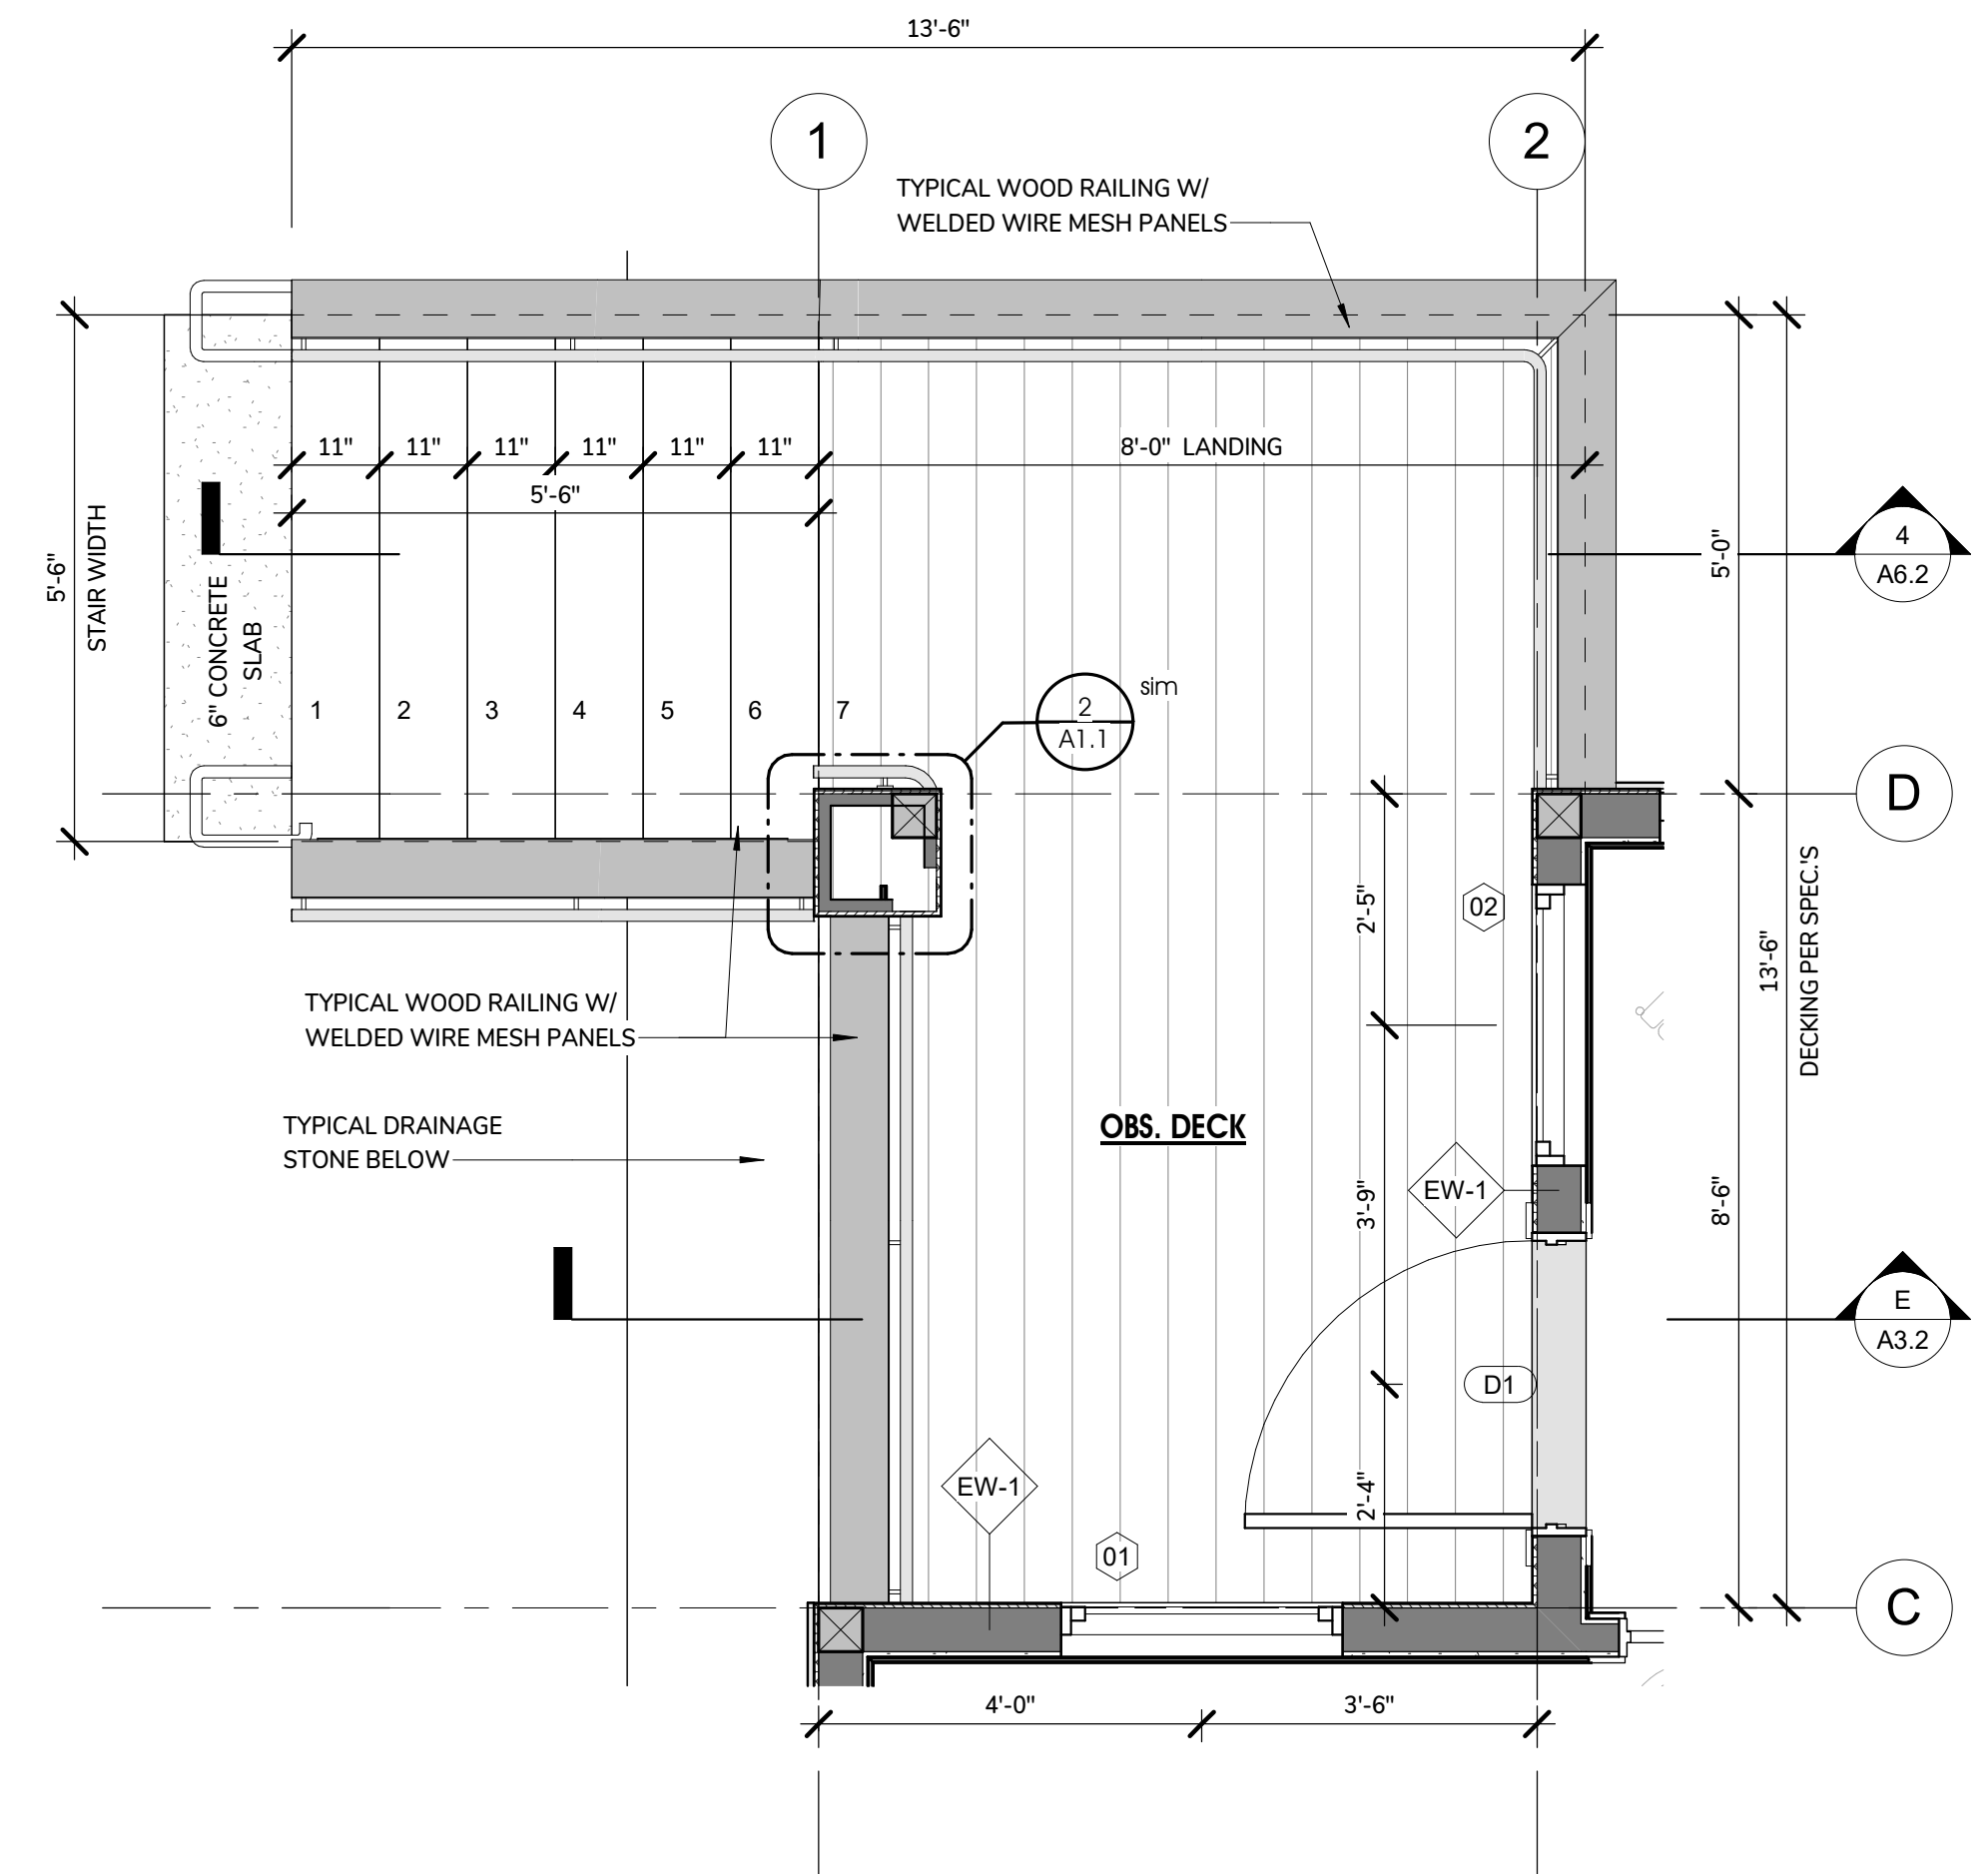 13'-6"
1
2
TYPICAL WOOD RAILING W/
WELDED WIRE MESH PANELS
11"
11"
11"
11"
11"
11"
8'-0" LANDING
5'-6"
5'-6"
STAIR WIDTH
6" CONCRETE
SLAB
5'-0"
4
A6.2
1
2
3
4
5
6
7
2
A1.1
sim
D
2'-5"
02
13'-6"
DECKING PER SPEC.'S
TYPICAL WOOD RAILING W/
WELDED WIRE MESH PANELS
TYPICAL DRAINAGE
STONE BELOW
OBS. DECK
3'-9"
EW-1
8'-6"
E
A3.2
D1
EW-1
2'-4"
01
C
4'-0"
3'-6"